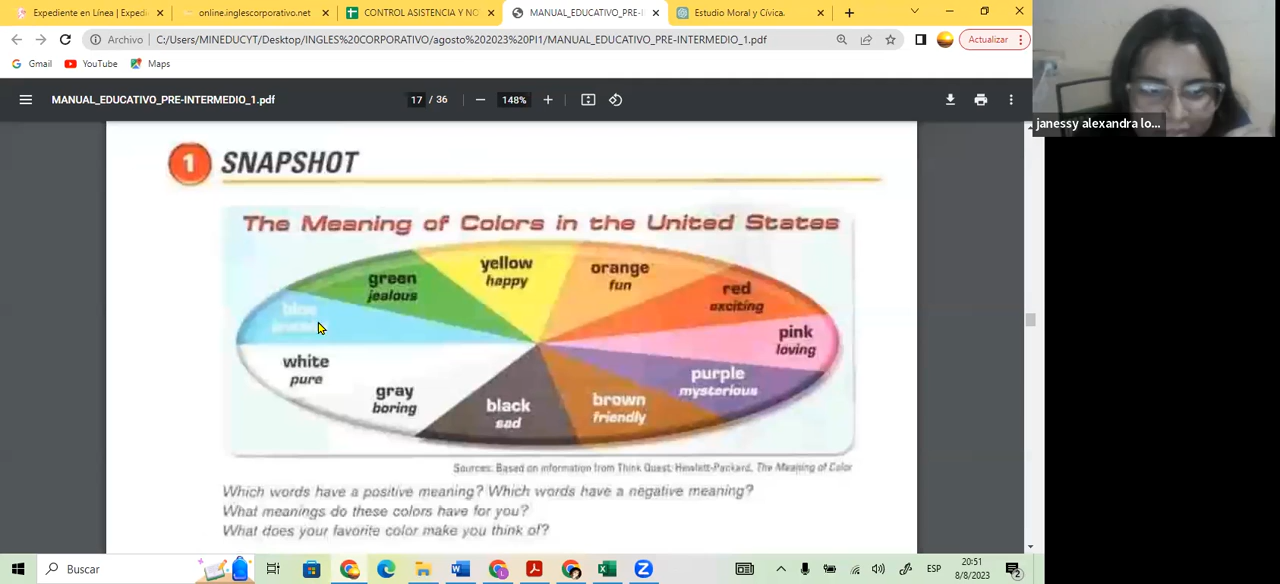 Expediente en Línea | Expedi
online.inglescorporativo.net
CONTROL ASISTENCIA Y NO
MANUAL_EDUCATIVO_PRE-I
Estudio Moral y Cívica.
Archivo
C:/Users/MINEDUCYT/Desktop/INGLES%20CORPORATIVO/agosto%202023%20PI1/MANUAL_EDUCATIVO_PRE-INTERMEDIO_1.pdf
Actualizar
Gmail
YouTube
Maps
MANUAL_EDUCATIVO_PRE-INTERMEDIO_1.pdf
17 / 36
148%
janessy alexandra lo...
1 SNAPSHOT
The Meaning of Colors in the United States
yellow
happy
orange
fun
green
jealous
red
exciting
blue
pink
loving
white
pure
purple
mysterious
gray
boring
black
sad
brown
friendly
Sources: Based on information from Think Quest; Hewlett-Packard, The Meaning of Color
Which words have a positive meaning? Which words have a negative meaning?
What meanings do these colors have for you?
What does your favorite color make you think of?
Buscar
ESP
20:51
8/8/2023
2